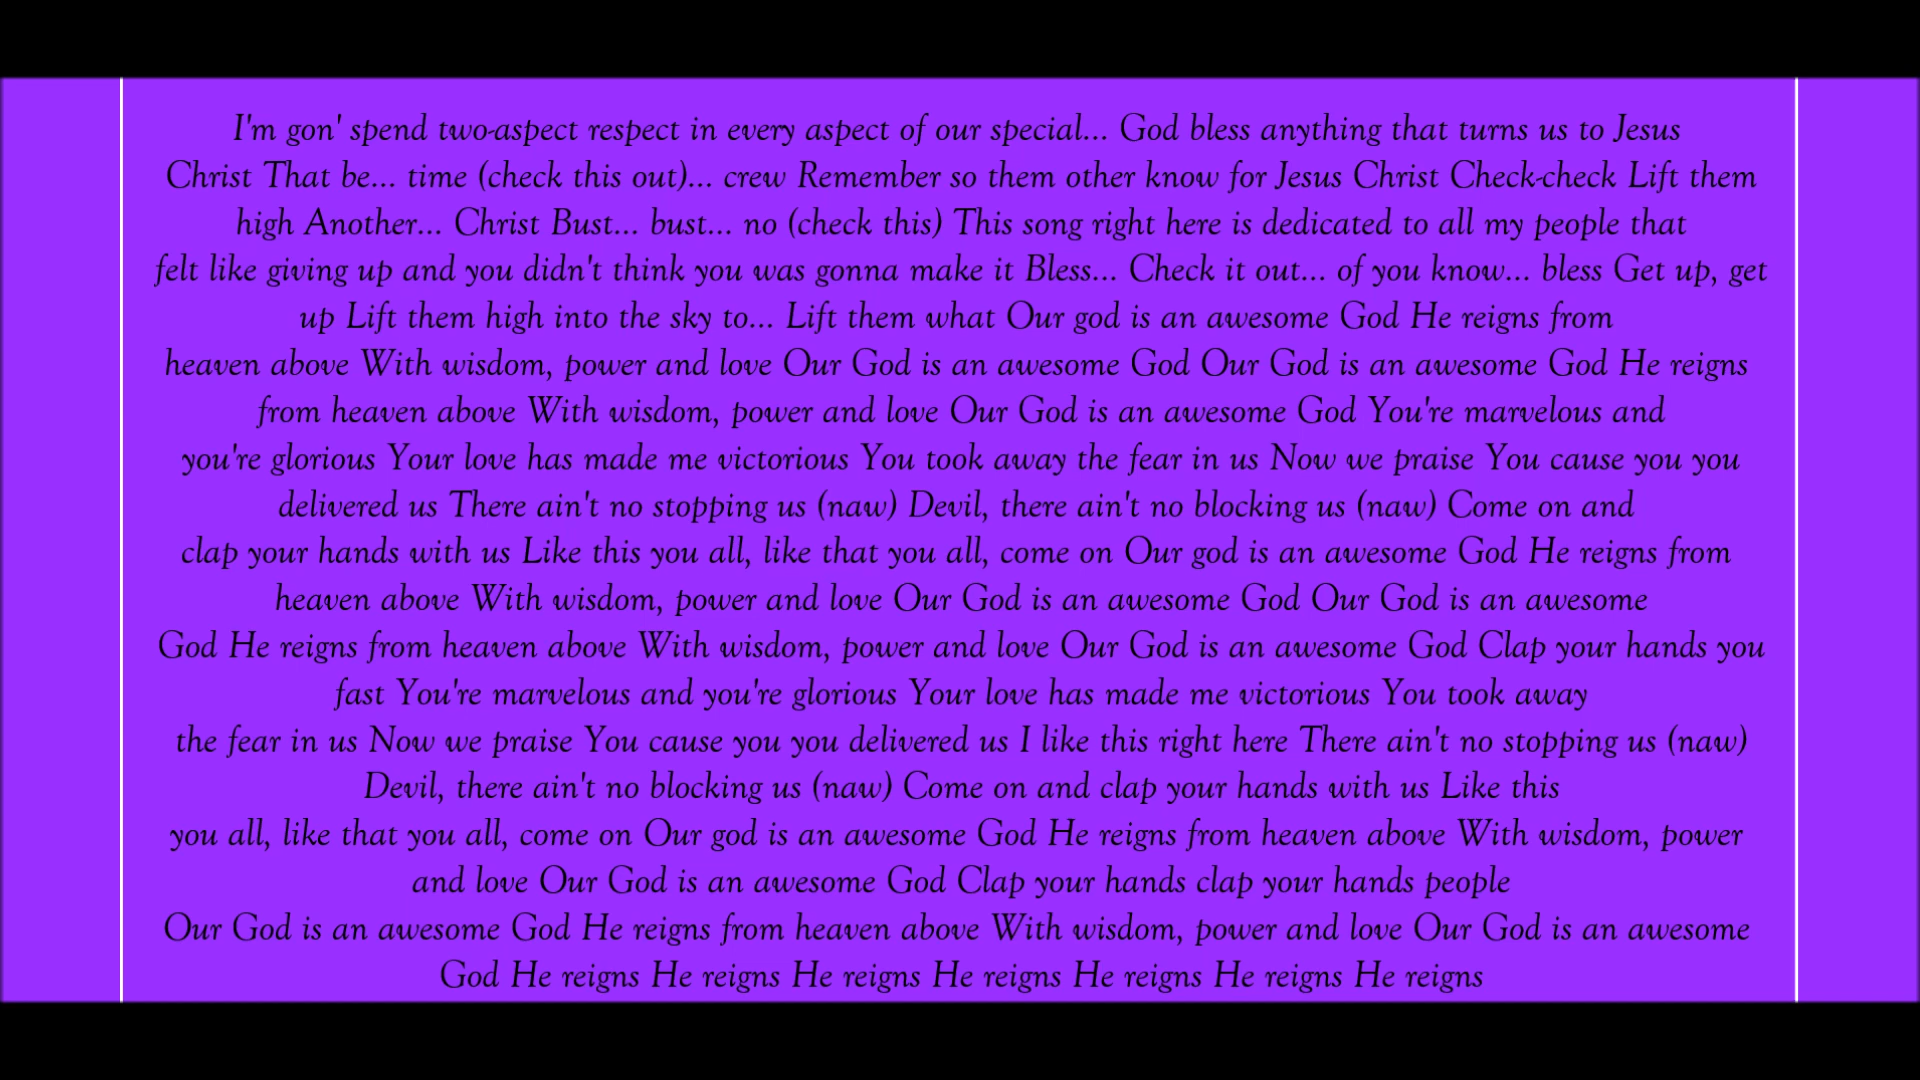 I'm gon' spend two-aspect respect in every aspect of our special... God bless anything that turns us to Jesus
Christ That be... time (check this out)... crew Remember so them other know for Jesus Christ Check-check Lift them
high Another... Christ Bust... bust... no (check this) This song right here is dedicated to all my people that
felt like giving up and you didn't think you was gonna make it Bless... Check it out... of you know... bless Get up, get
up Lift them high into the sky to... Lift them what Our god is an awesome God He reigns from
heaven above With wisdom, power and love Our God is an awesome God Our God is an awesome God He reigns
from heaven above With wisdom, power and love Our God is an awesome God You're marvelous and
you're glorious Your love has made me victorious You took away the fear in us Now we praise You cause you you
delivered us There ain't no stopping us (naw) Devil, there ain't no blocking us (naw) Come on and
clap your hands with us Like this you all, like that you all, come on Our god is an awesome God He reigns from
heaven above With wisdom, power and love Our God is an awesome God Our God is an awesome
God He reigns from heaven above With wisdom, power and love Our God is an awesome God Clap your hands you
fast You're marvelous and you're glorious Your love has made me victorious You took away
the fear in us Now we praise You cause you you delivered us I like this right here There ain't no stopping us (naw)
Devil, there ain't no blocking us (naw) Come on and clap your hands with us Like this
you all, like that you all, come on Our god is an awesome God He reigns from heaven above With wisdom, power
and love Our God is an awesome God Clap your hands clap your hands people
Our God is an awesome God He reigns from heaven above With wisdom, power and love Our God is an awesome
God He reigns He reigns He reigns He reigns He reigns He reigns He reigns